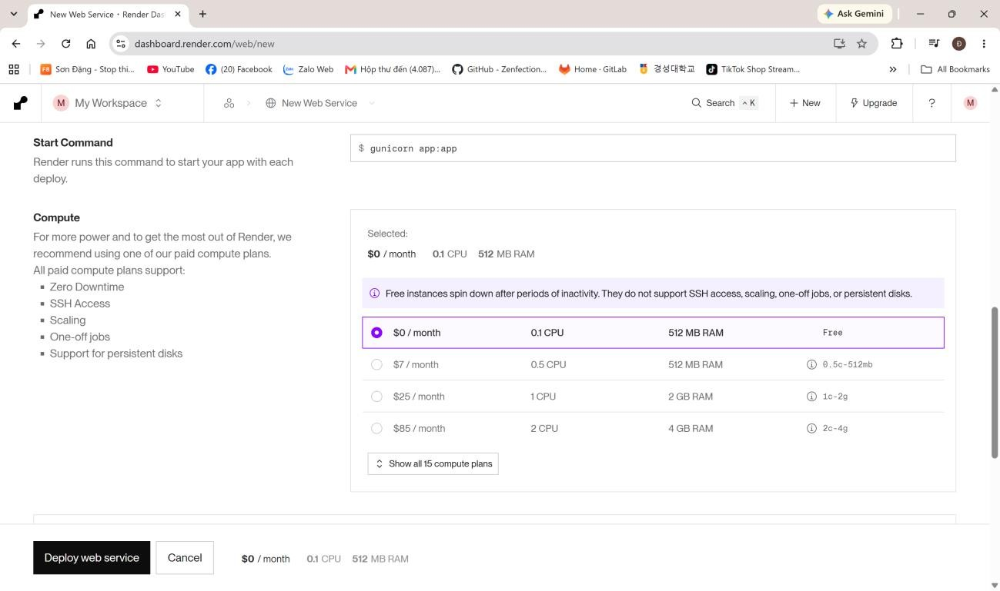 New Web Service · Render Das
Ask Gemini
dashboard.render.com/web/new
Đ
F8 Sơn Đặng - Stop thi...
YouTube
(20) Facebook
Zalo Zalo Web
Hộp thư đến (4.087)...
GitHub - Zenfection...
Home · GitLab
경성대학교
TikTok Shop Stream...
All Bookmarks
M My Workspace
New Web Service
Search ^ K
+ New
Upgrade
?
M
Start Command
Render runs this command to start your app with each
deploy.
$ gunicorn app:app
Compute
For more power and to get the most out of Render, we
recommend using one of our paid compute plans.
All paid compute plans support:
▪ Zero Downtime
▪ SSH Access
▪ Scaling
▪ One-off jobs
▪ Support for persistent disks
Selected:
$0 / month 0.1 CPU 512 MB RAM
Free instances spin down after periods of inactivity. They do not support SSH access, scaling, one-off jobs, or persistent disks.
$0 / month 0.1 CPU 512 MB RAM Free
$7 / month 0.5 CPU 512 MB RAM 0.5c-512mb
$25 / month 1 CPU 2 GB RAM 1c-2g
$85 / month 2 CPU 4 GB RAM 2c-4g
Show all 15 compute plans
Deploy web service
Cancel
$0 / month 0.1 CPU 512 MB RAM